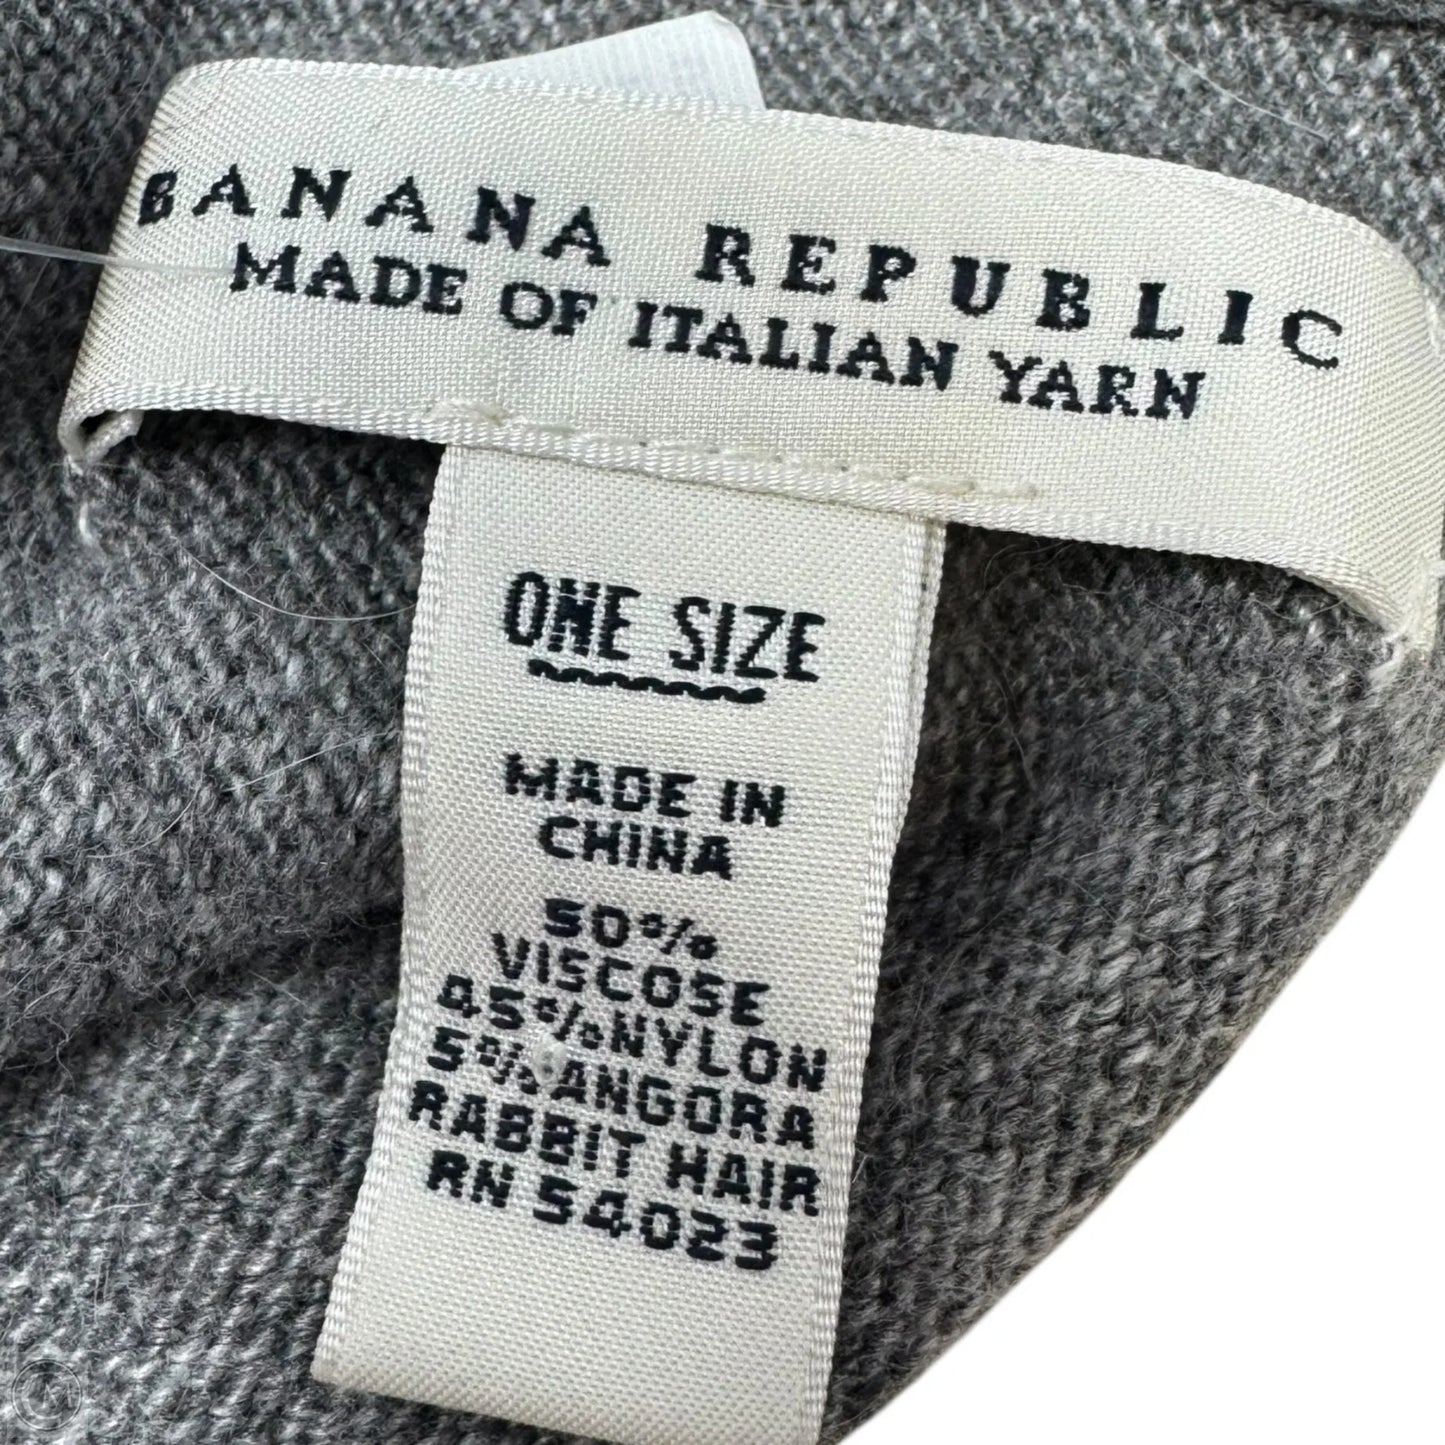 BANANA REPUBLIC
MADE OF ITALIAN YARN
ONE SIZE
MADE IN
CHINA
50%
VISCOSE
45%NYLON
5%ANGORA
RABBIT HAIR
RN 54023
M